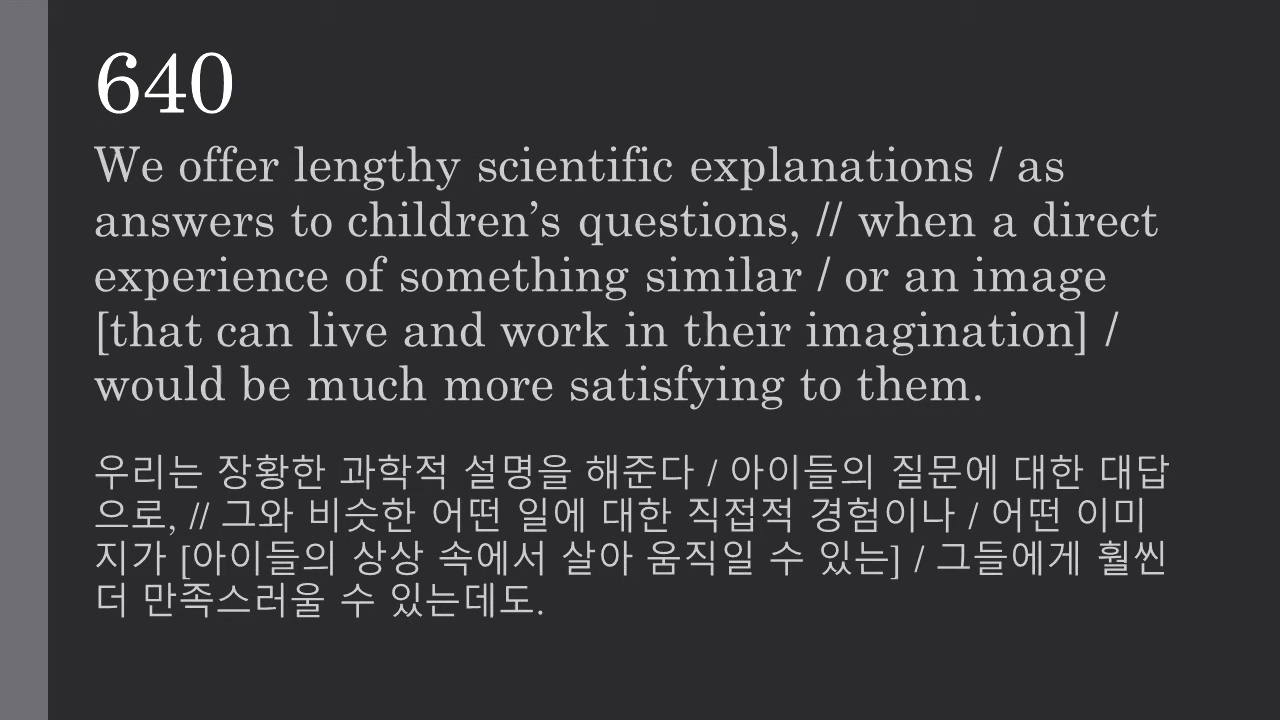 640
We offer lengthy scientific explanations / as
answers to children’s questions, // when a direct
experience of something similar / or an image
[that can live and work in their imagination] /
would be much more satisfying to them.
우리는 장황한 과학적 설명을 해준다 / 아이들의 질문에 대한 대답
으로, // 그와 비슷한 어떤 일에 대한 직접적 경험이나 / 어떤 이미
지가 [아이들의 상상 속에서 살아 움직일 수 있는] / 그들에게 훨씬
더 만족스러울 수 있는데도.